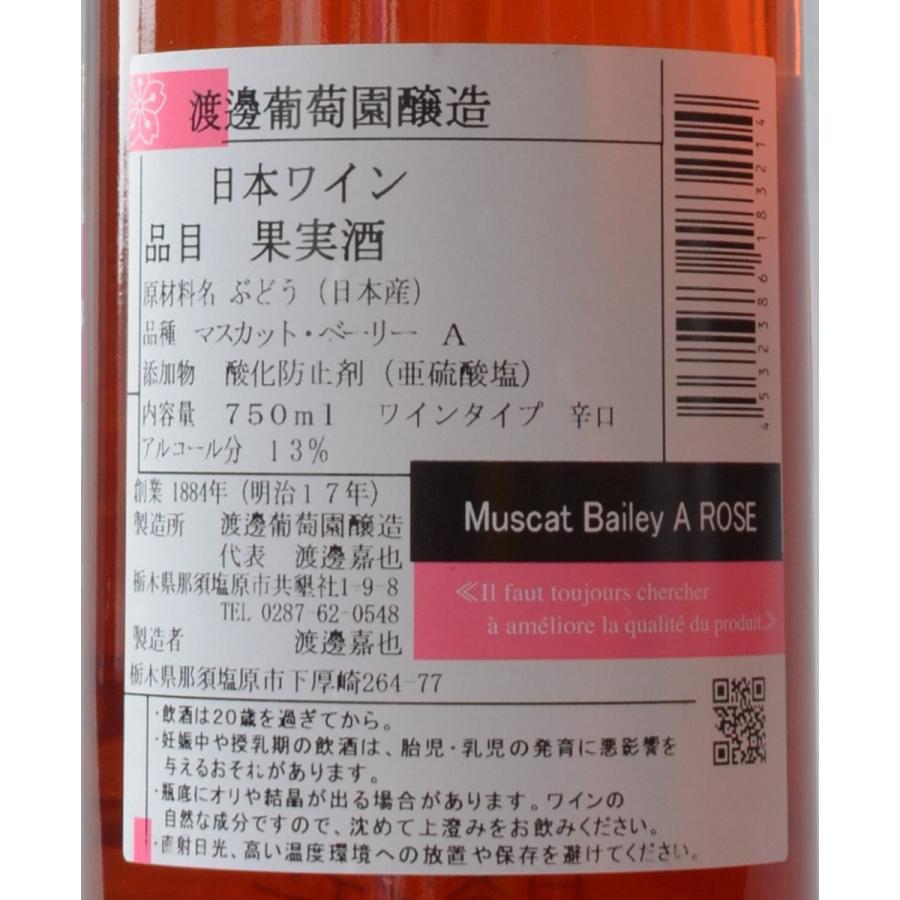 渡邊葡萄園醸造
日本ワイン
品目　果実酒
原材料名 ぶどう（日本産）
品種 マスカット・ベーリー A
添加物 酸化防止剤（亜硫酸塩）
内容量 750ml ワインタイプ 辛口
アルコール分 13%
創業 1884年（明治17年）
製造所 渡邊葡萄園醸造
代表 渡邊嘉也
栃木県那須塩原市共墾社1-9-8
TEL 0287-62-0548
製造者 渡邊嘉也
栃木県那須塩原市下厚崎264-77
4532386183214
Muscat Bailey A ROSE
≪Il faut toujours chercher
à améliore la qualité du produit.≫
・飲酒は20歳を過ぎてから。
・妊娠中や授乳期の飲酒は、胎児・乳児の発育に悪影響を
与えるおそれがあります。
・瓶底にオリや結晶が出る場合があります。ワインの
自然な成分ですので、沈めて上澄みをお飲みください。
・直射日光、高い温度環境への放置や保存を避けてください。